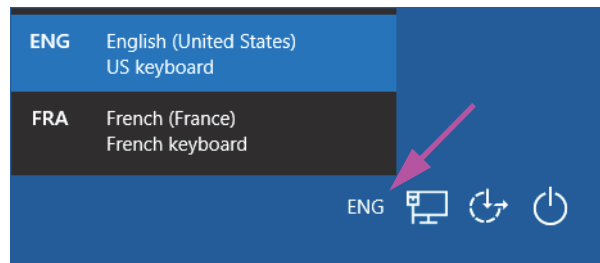 ENG English (United States)
US keyboard
FRA French (France)
French keyboard
ENG